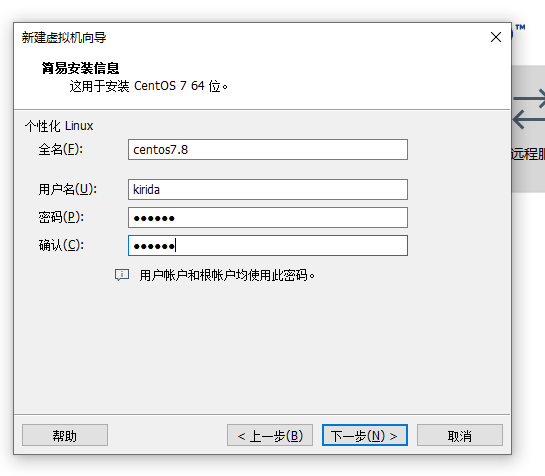 新建虚拟机向导
™
简易安装信息
这用于安装 CentOS 7 64 位。
个性化 Linux
全名(F): centos7.8
远程服
用户名(U): kirida
密码(P): ●●●●●●
确认(C): ●●●●●●
用户帐户和根帐户均使用此密码。
帮助 < 上一步(B) 下一步(N) > 取消